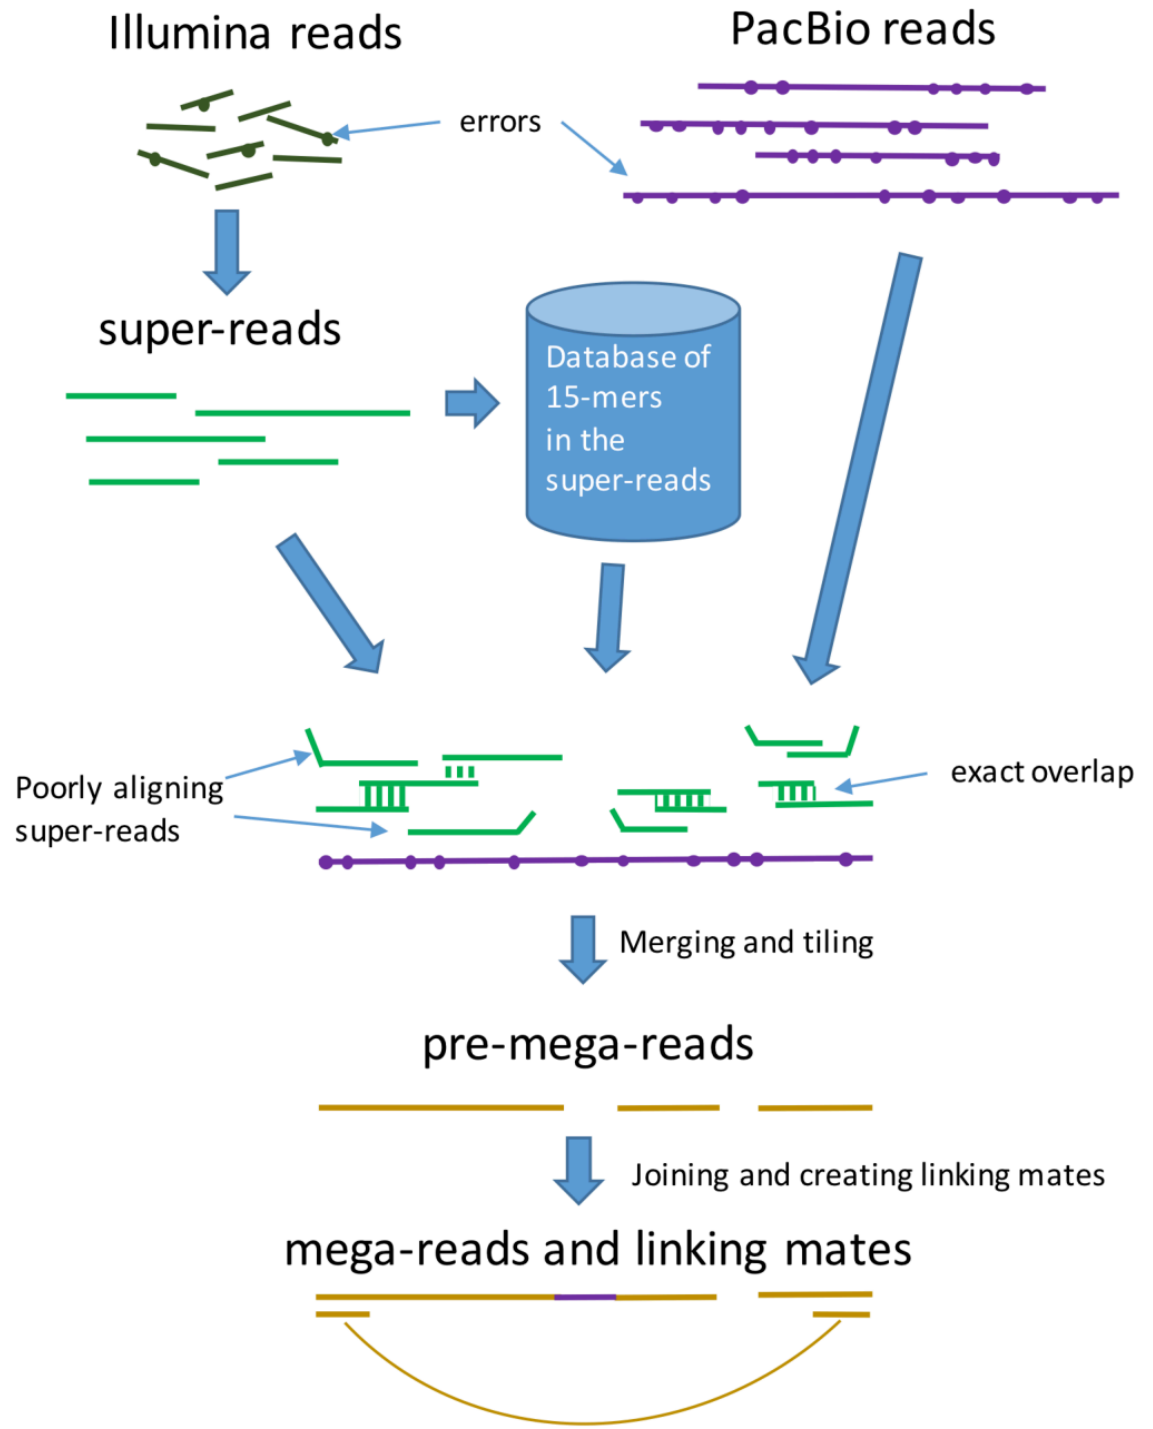 Illumina reads
PacBio reads
errors
super-reads
Database of
15-mers
in the
super-reads
Poorly aligning
super-reads
exact overlap
Merging and tiling
pre-mega-reads
Joining and creating linking mates
mega-reads and linking mates